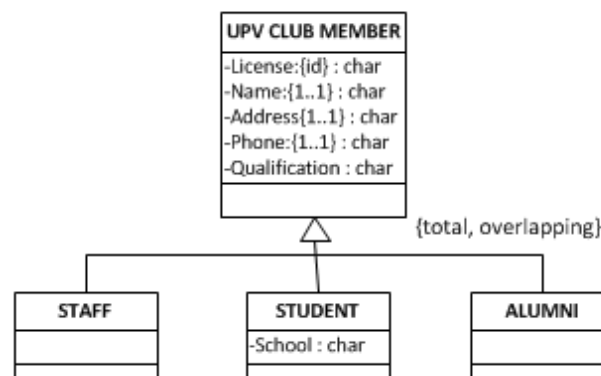 UPV CLUB MEMBER
-License:{id} : char
-Name:{1..1} : char
-Address{1..1} : char
-Phone:{1..1} : char
-Qualification : char
{total, overlapping}
STAFF
STUDENT
ALUMNI
-School : char